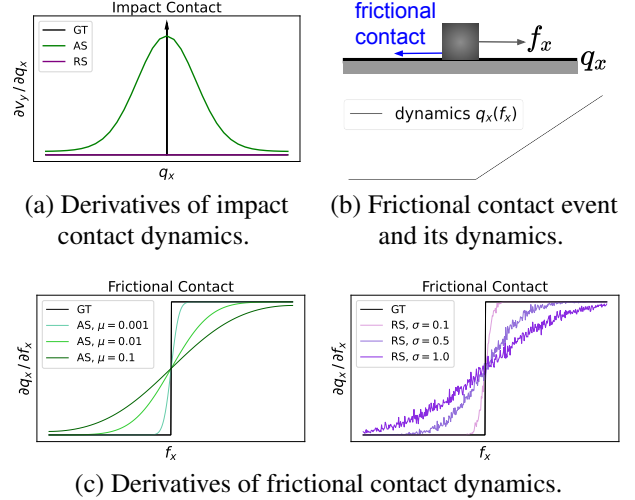 Impact Contact
GT
AS
RS
∂v_y / ∂q_x
q_x
(a) Derivatives of impact
contact dynamics.
frictional
contact
f_x
q_x
dynamics q_x(f_x)
(b) Frictional contact event
and its dynamics.
Frictional Contact
GT
AS, μ = 0.001
AS, μ = 0.01
AS, μ = 0.1
∂q_x / ∂f_x
f_x
Frictional Contact
GT
RS, σ = 0.1
RS, σ = 0.5
RS, σ = 1.0
∂q_x / ∂f_x
f_x
(c) Derivatives of frictional contact dynamics.